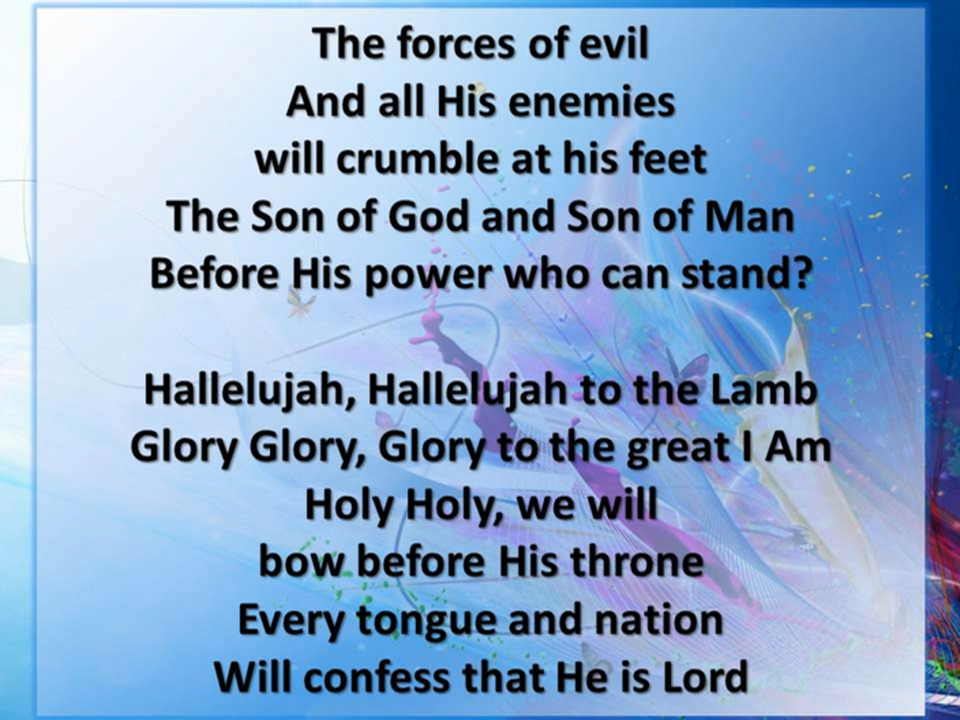 The forces of evil
And all His enemies
will crumble at his feet
The Son of God and Son of Man
Before His power who can stand?
Hallelujah, Hallelujah to the Lamb
Glory Glory, Glory to the great I Am
Holy Holy, we will
bow before His throne
Every tongue and nation
Will confess that He is Lord